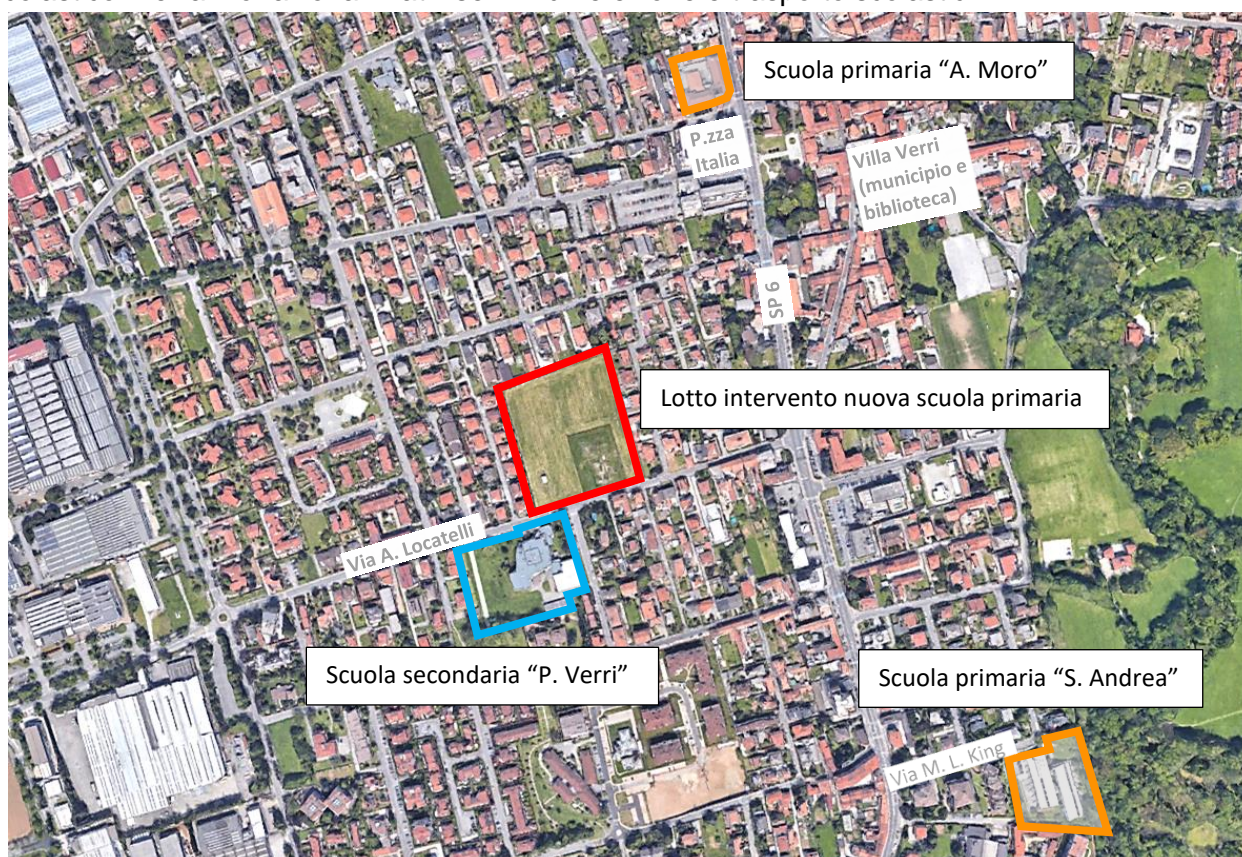 Scuola primaria “A. Moro”
P.zza
Italia
Villa Verri
(municipio e
biblioteca)
SP 6
Lotto intervento nuova scuola primaria
Via A. Locatelli
Scuola secondaria “P. Verri”
Scuola primaria “S. Andrea”
Via M. L. King